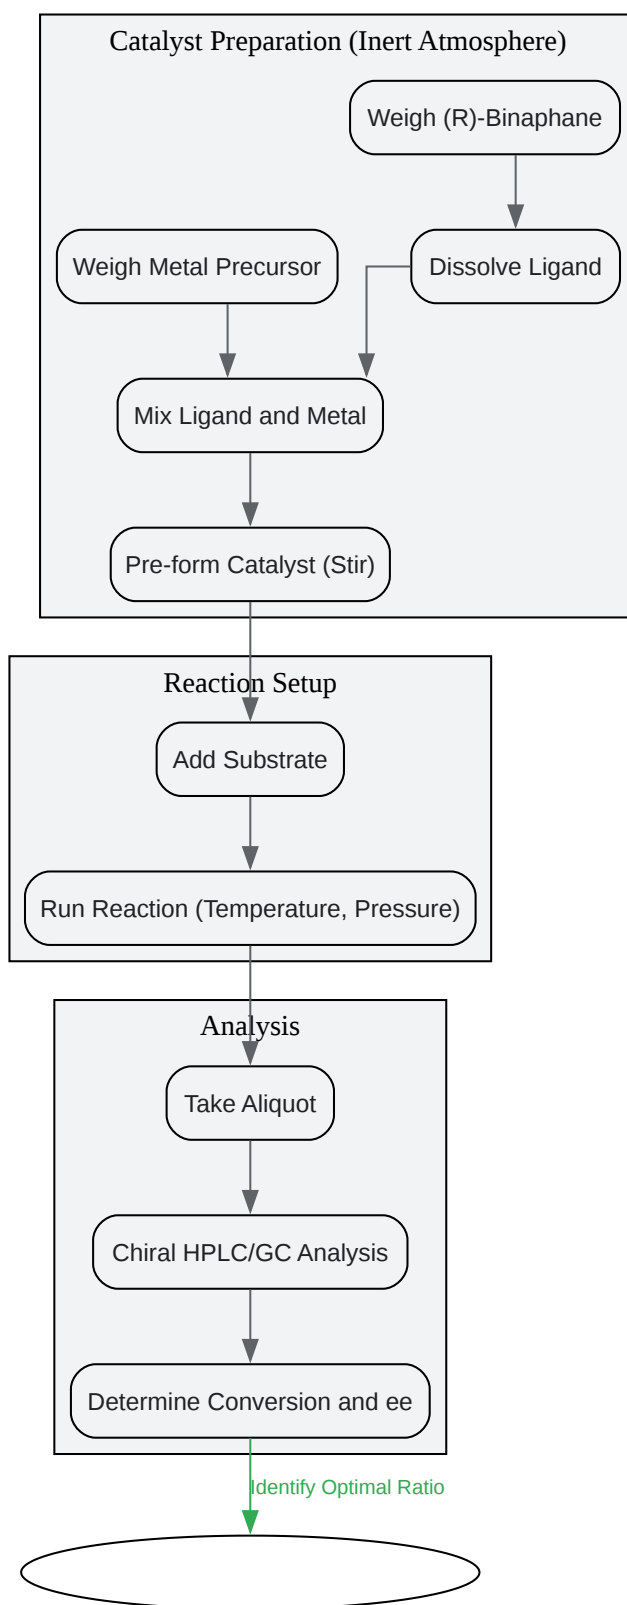 Catalyst Preparation (Inert Atmosphere)
Weigh (R)-Binaphane
Weigh Metal Precursor
Dissolve Ligand
Mix Ligand and Metal
Pre-form Catalyst (Stir)
Reaction Setup
Add Substrate
Run Reaction (Temperature, Pressure)
Analysis
Take Aliquot
Chiral HPLC/GC Analysis
Determine Conversion and ee
Identify Optimal Ratio